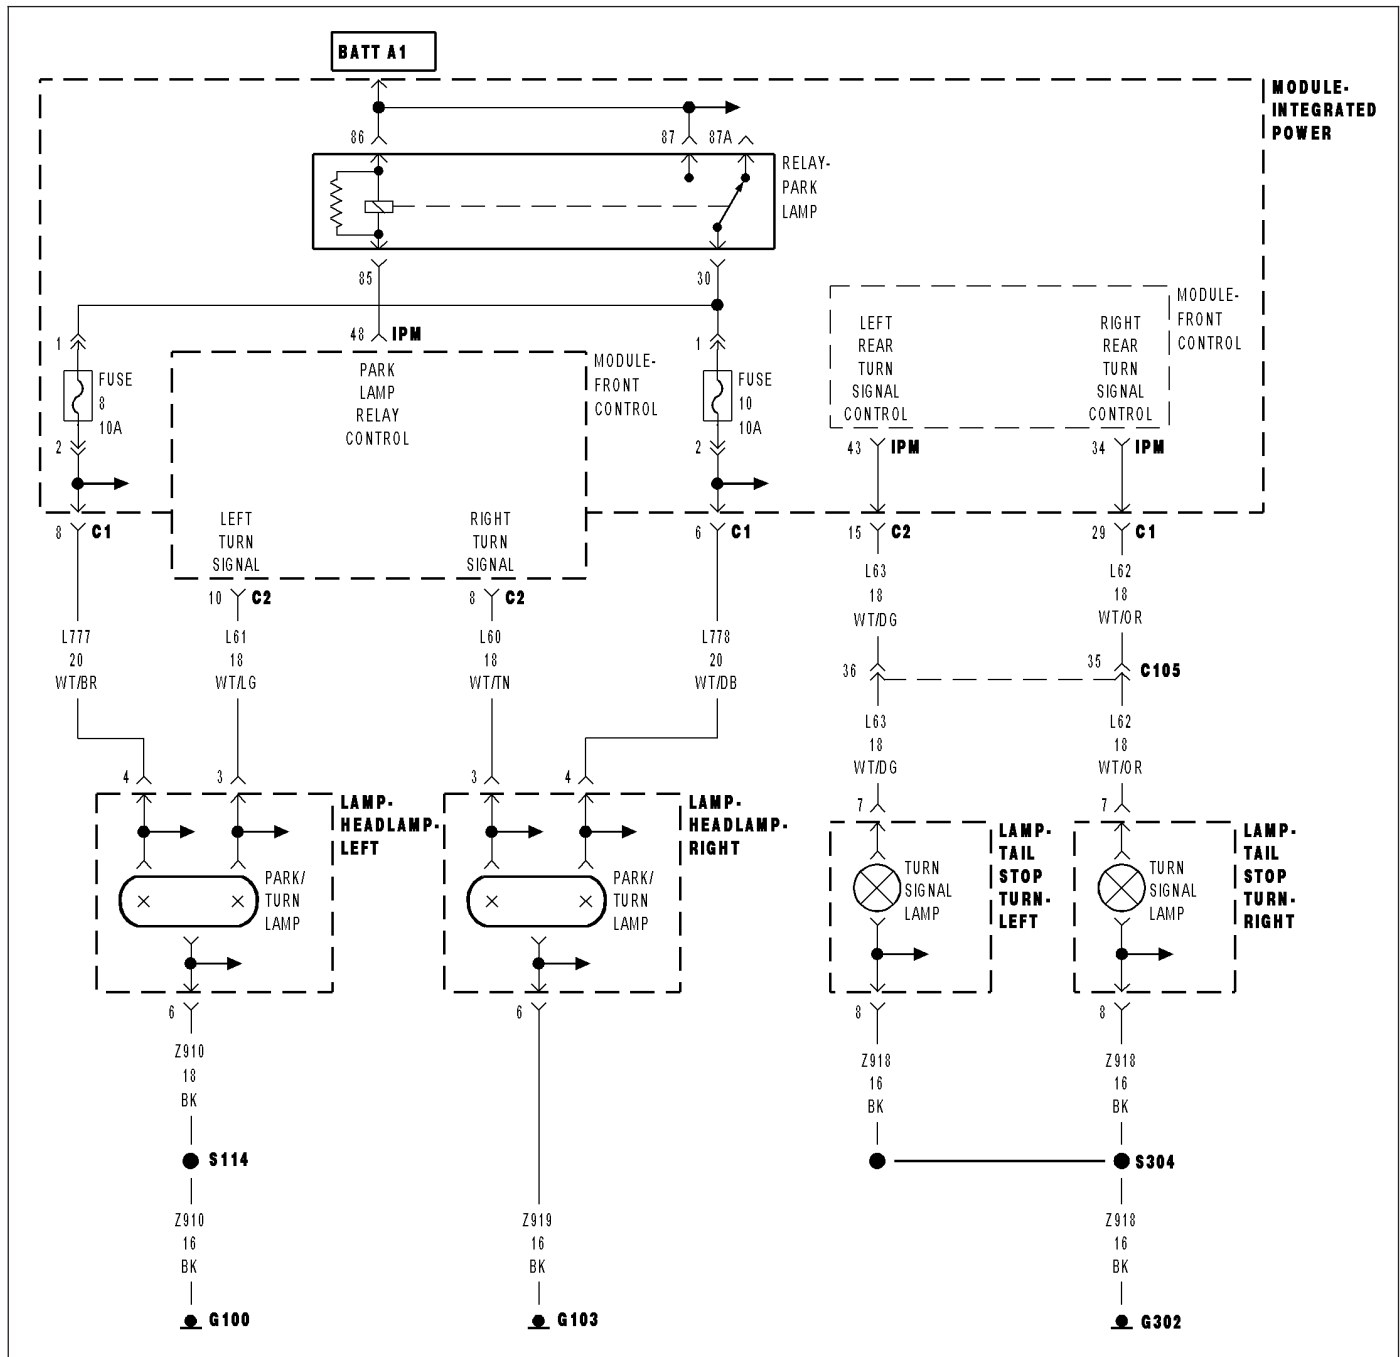 BATT A1
MODULE-
INTEGRATED
POWER
86
87
87A
RELAY-
PARK
LAMP
85
30
48
IPM
1
FUSE
8
10A
2
PARK
LAMP
RELAY
CONTROL
MODULE-
FRONT
CONTROL
1
FUSE
10
10A
2
LEFT
REAR
TURN
SIGNAL
CONTROL
RIGHT
REAR
TURN
SIGNAL
CONTROL
MODULE-
FRONT
CONTROL
43
IPM
34
IPM
LEFT
TURN
SIGNAL
RIGHT
TURN
SIGNAL
8
C1
10
C2
8
C2
6
C1
15
C2
29
C1
L777
20
WT/BR
L61
18
WT/LG
L60
18
WT/TN
L778
20
WT/DB
L63
18
WT/DG
L62
18
WT/OR
36
35
C105
L63
18
WT/DG
L62
18
WT/OR
4
3
3
4
7
7
LAMP-
HEADLAMP-
LEFT
PARK/
TURN
LAMP
LAMP-
HEADLAMP-
RIGHT
PARK/
TURN
LAMP
TURN
SIGNAL
LAMP
LAMP-
TAIL
STOP
TURN-
LEFT
TURN
SIGNAL
LAMP
LAMP-
TAIL
STOP
TURN-
RIGHT
6
6
8
8
Z910
18
BK
Z918
16
BK
Z918
16
BK
S114
S304
Z910
16
BK
Z919
16
BK
Z918
16
BK
G100
G103
G302